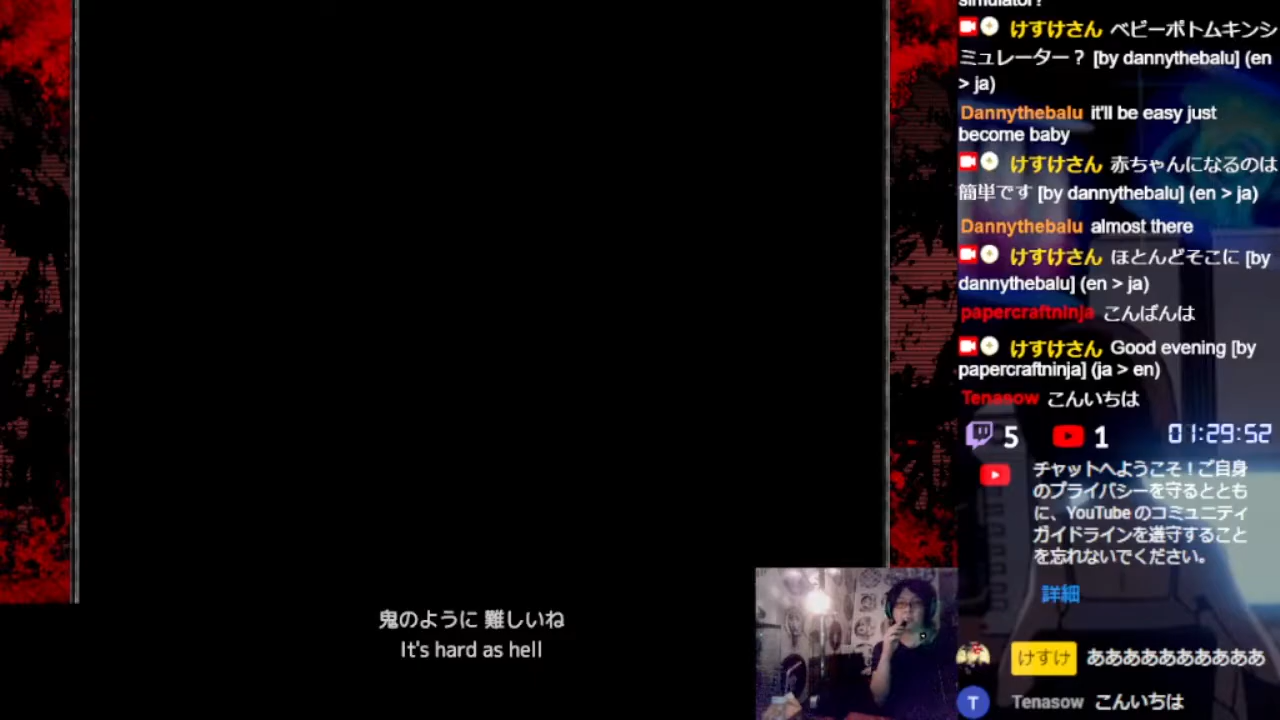 simulator?
けすけさん ベビーポトムキンシ
ミュレーター？ [by dannythebalu] (en
> ja)
Dannythebalu it'll be easy just
become baby
けすけさん 赤ちゃんになるのは
簡単です [by dannythebalu] (en > ja)
Dannythebalu almost there
けすけさん ほとんどそこに [by
dannythebalu] (en > ja)
papercraftninja こんばんは
けすけさん Good evening [by
papercraftninja] (ja > en)
Tenasow こんいちは
5 1 01:29:52
チャットへようこそ！ご自身
のプライバシーを守るととも
に、YouTube のコミュニティ
ガイドラインを遵守すること
を忘れないでください。
詳細
けすけ ああああああああああ
T Tenasow こんいちは
鬼のように 難しいね
It's hard as hell